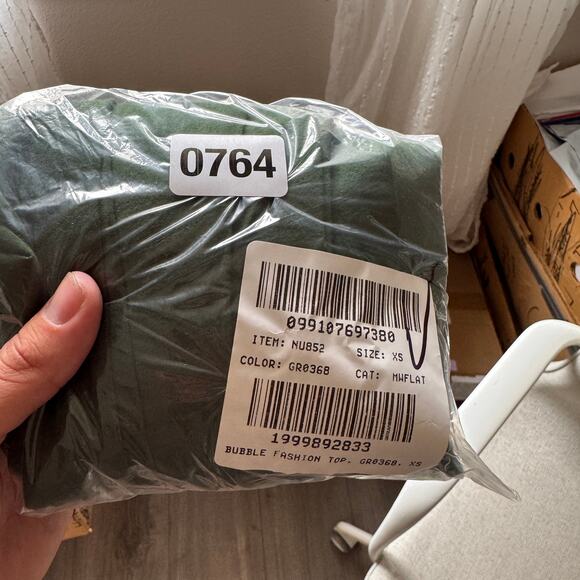 0764
099107697380
ITEM: NU852 SIZE: XS
COLOR: GR0368 CAT: MWFLAT
1999892833
BUBBLE FASHION TOP, GR0368, XS